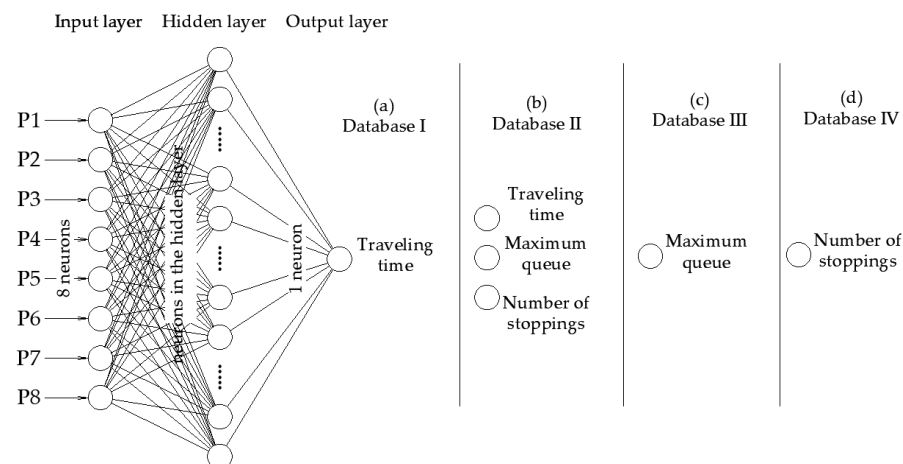 Input layer
Hidden layer
Output layer
P1
P2
P3
P4
P5
P6
P7
P8
8 neurons
neurons in the hidden layer
1 neuron
(a)
Database I
Traveling
time
(b)
Database II
Traveling
time
Maximum
queue
Number of
stoppings
(c)
Database III
Maximum
queue
(d)
Database IV
Number of
stoppings